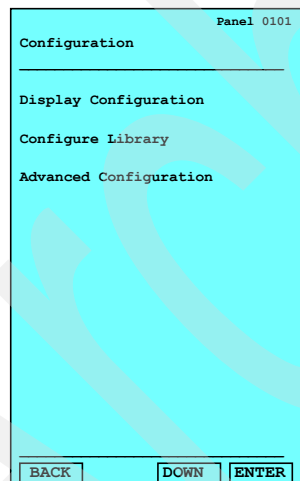 Panel 0101
Configuration
Display Configuration
Configure Library
Advanced Configuration
BACK DOWN ENTER